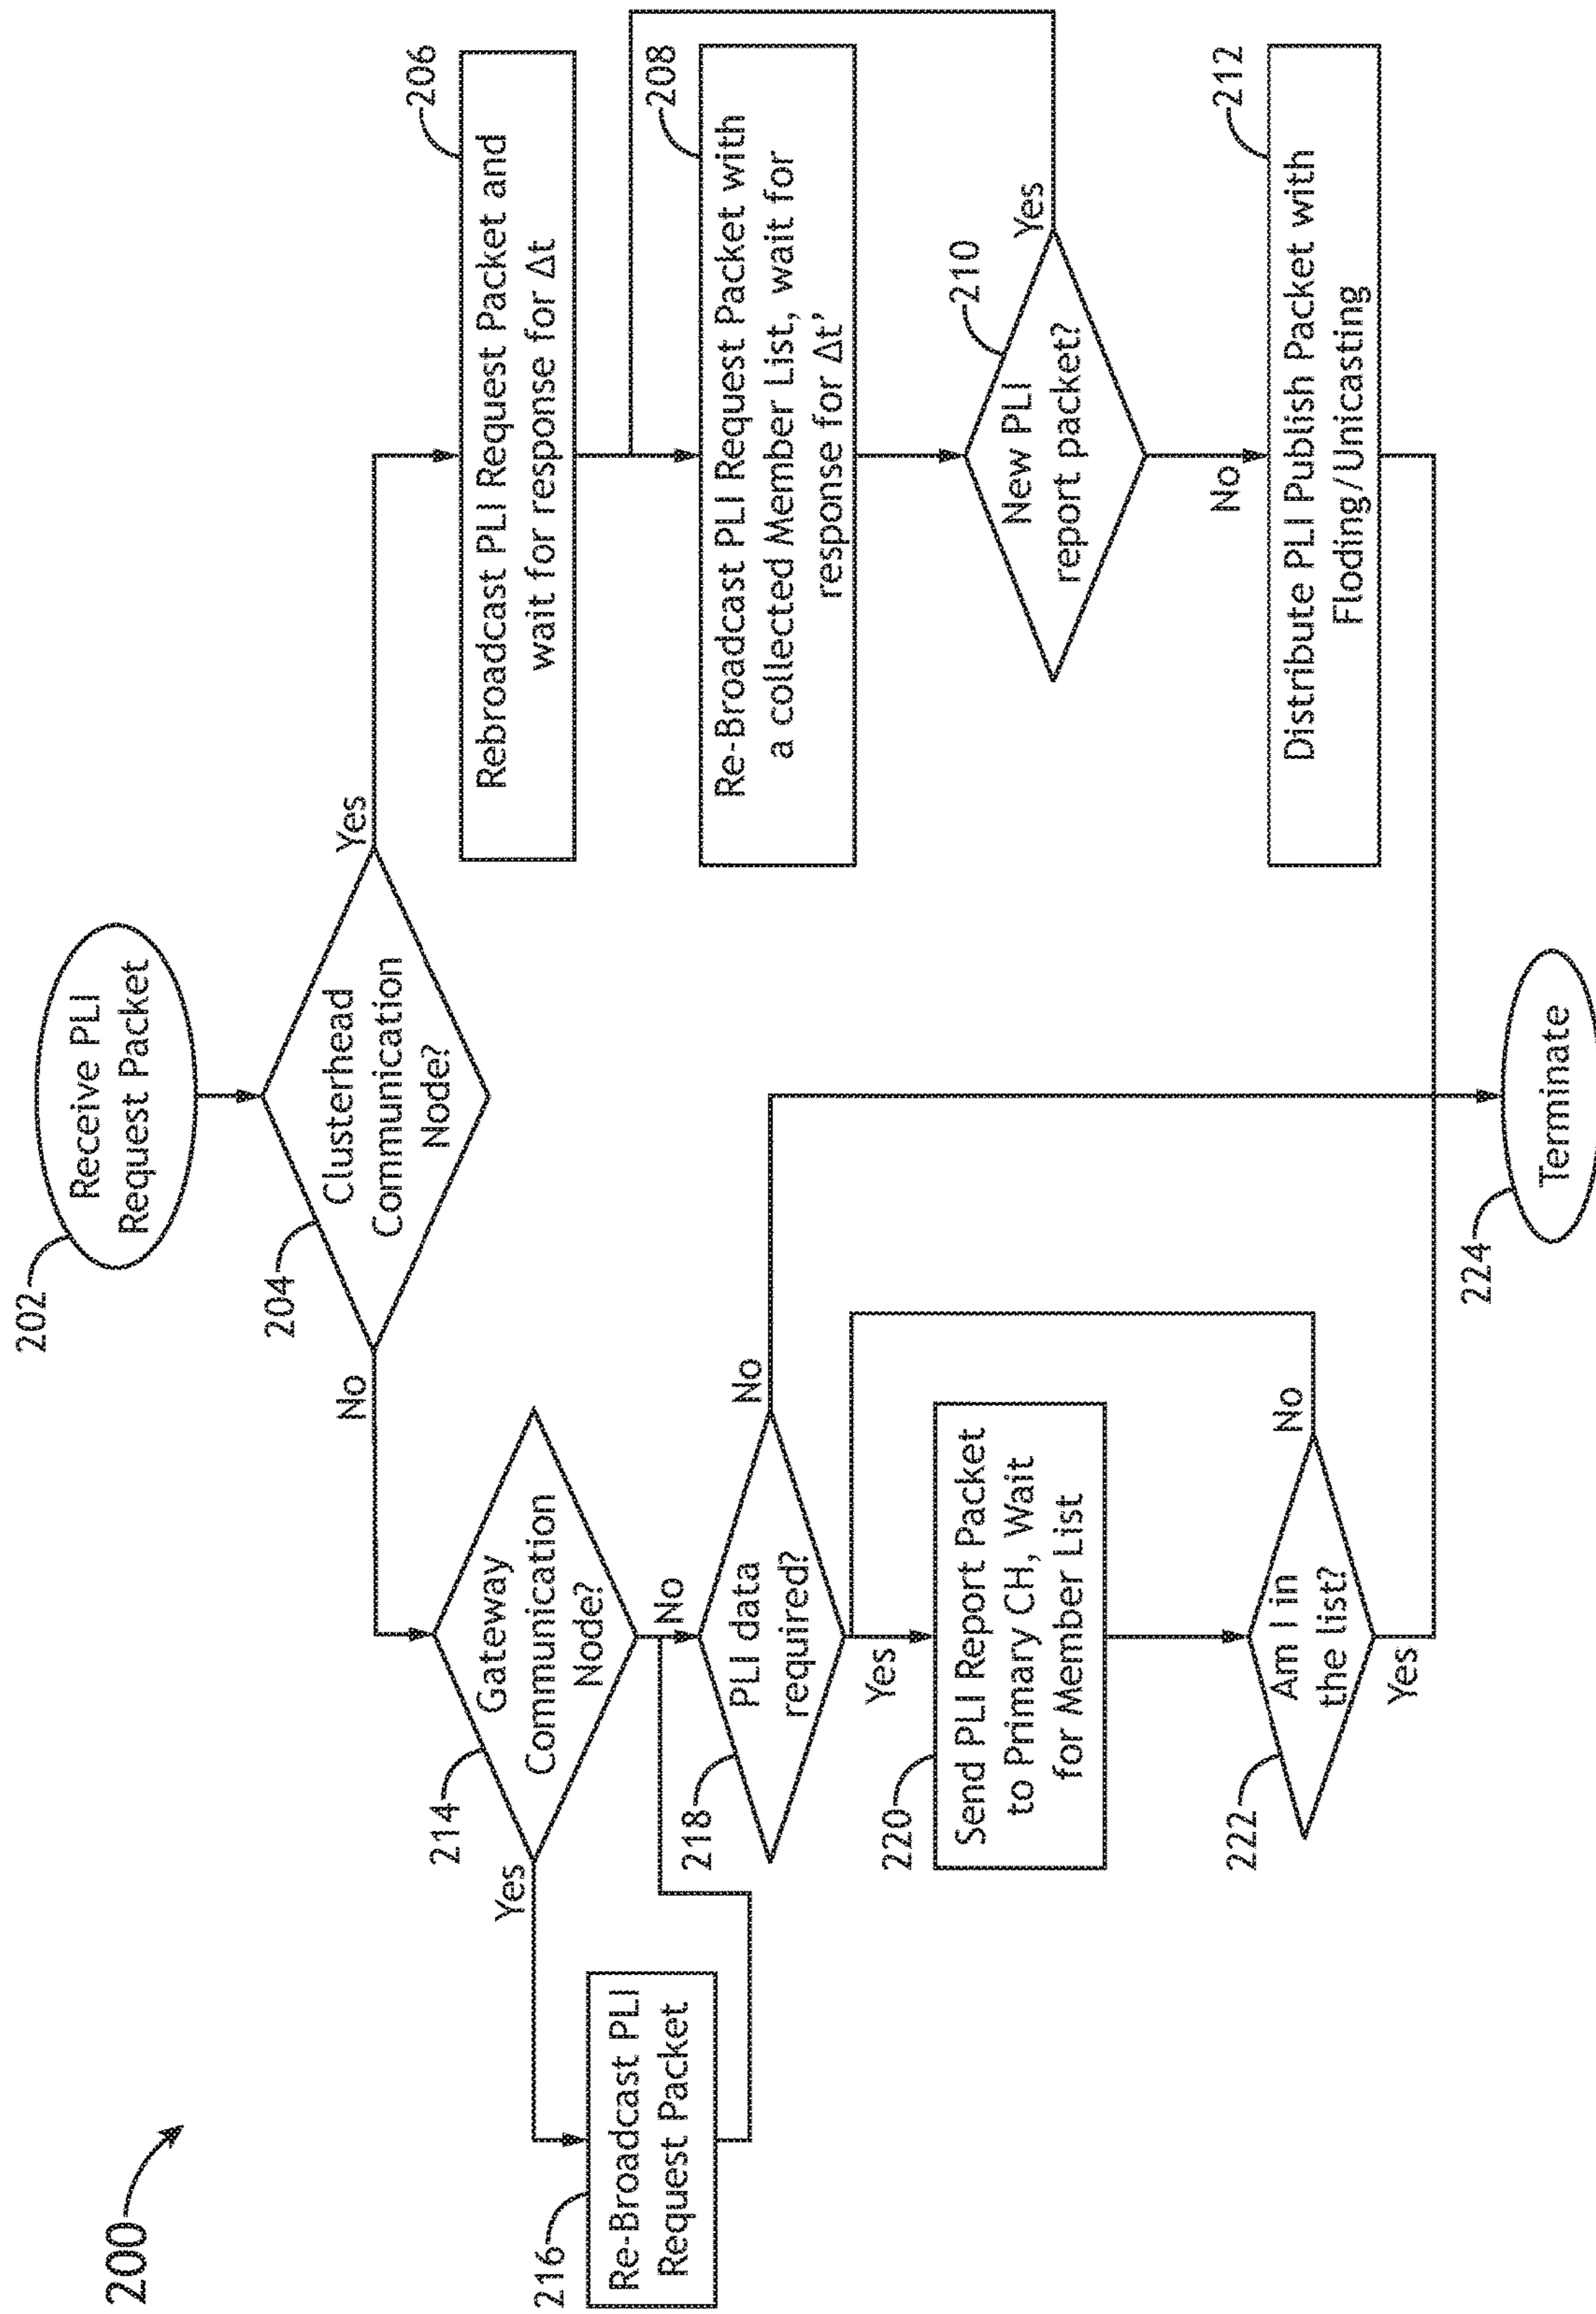 200
202
Receive PLI
Request Packet
204
Clusterhead
Communication
Node?
Yes
No
206
Rebroadcast PLI Request Packet and
wait for response for Δt
208
Re-Broadcast PLI Request Packet with
a collected Member List, wait for
response for Δt’
210
New PLI
report packet?
Yes
No
212
Distribute PLI Publish Packet with
Floding/Unicasting
214
Gateway
Communication
Node?
Yes
No
216
Re-Broadcast PLI
Request Packet
218
PLI data
required?
No
Yes
220
Send PLI Report Packet
to Primary CH, Wait
for Member List
222
Am I in
the list?
No
Yes
224
Terminate